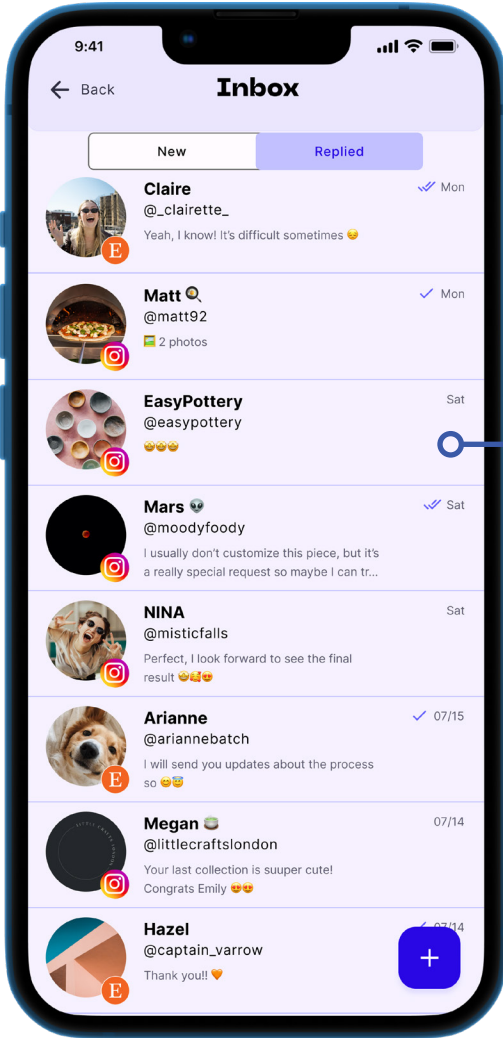 9:41
Back
Inbox
New
Replied
Claire
Mon
@_clairette_
Yeah, I know! It's difficult sometimes 😔
E
Matt 🍳
Mon
@matt92
🖼️ 2 photos
EasyPottery
Sat
@easypottery
🤩🤩🤩
Mars 👽
Sat
@moodyfoody
I usually don't customize this piece, but it's
a really special request so maybe I can tr...
NINA
Sat
@misticfalls
Perfect, I look forward to see the final
result 🤩🥰😍
Arianne
07/15
@ariannebatch
I will send you updates about the process
so 😊😇
E
Megan 🍵
07/14
@littlecraftslondon
Your last collection is suuper cute!
Congrats Emily 😍😍
Hazel
07/14
@captain_varrow
Thank you!! 🧡
E
+